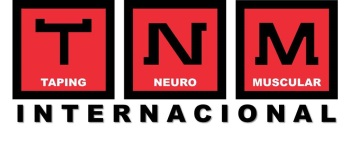 T N M
TAPING NEURO MUSCULAR
INTERNACIONAL